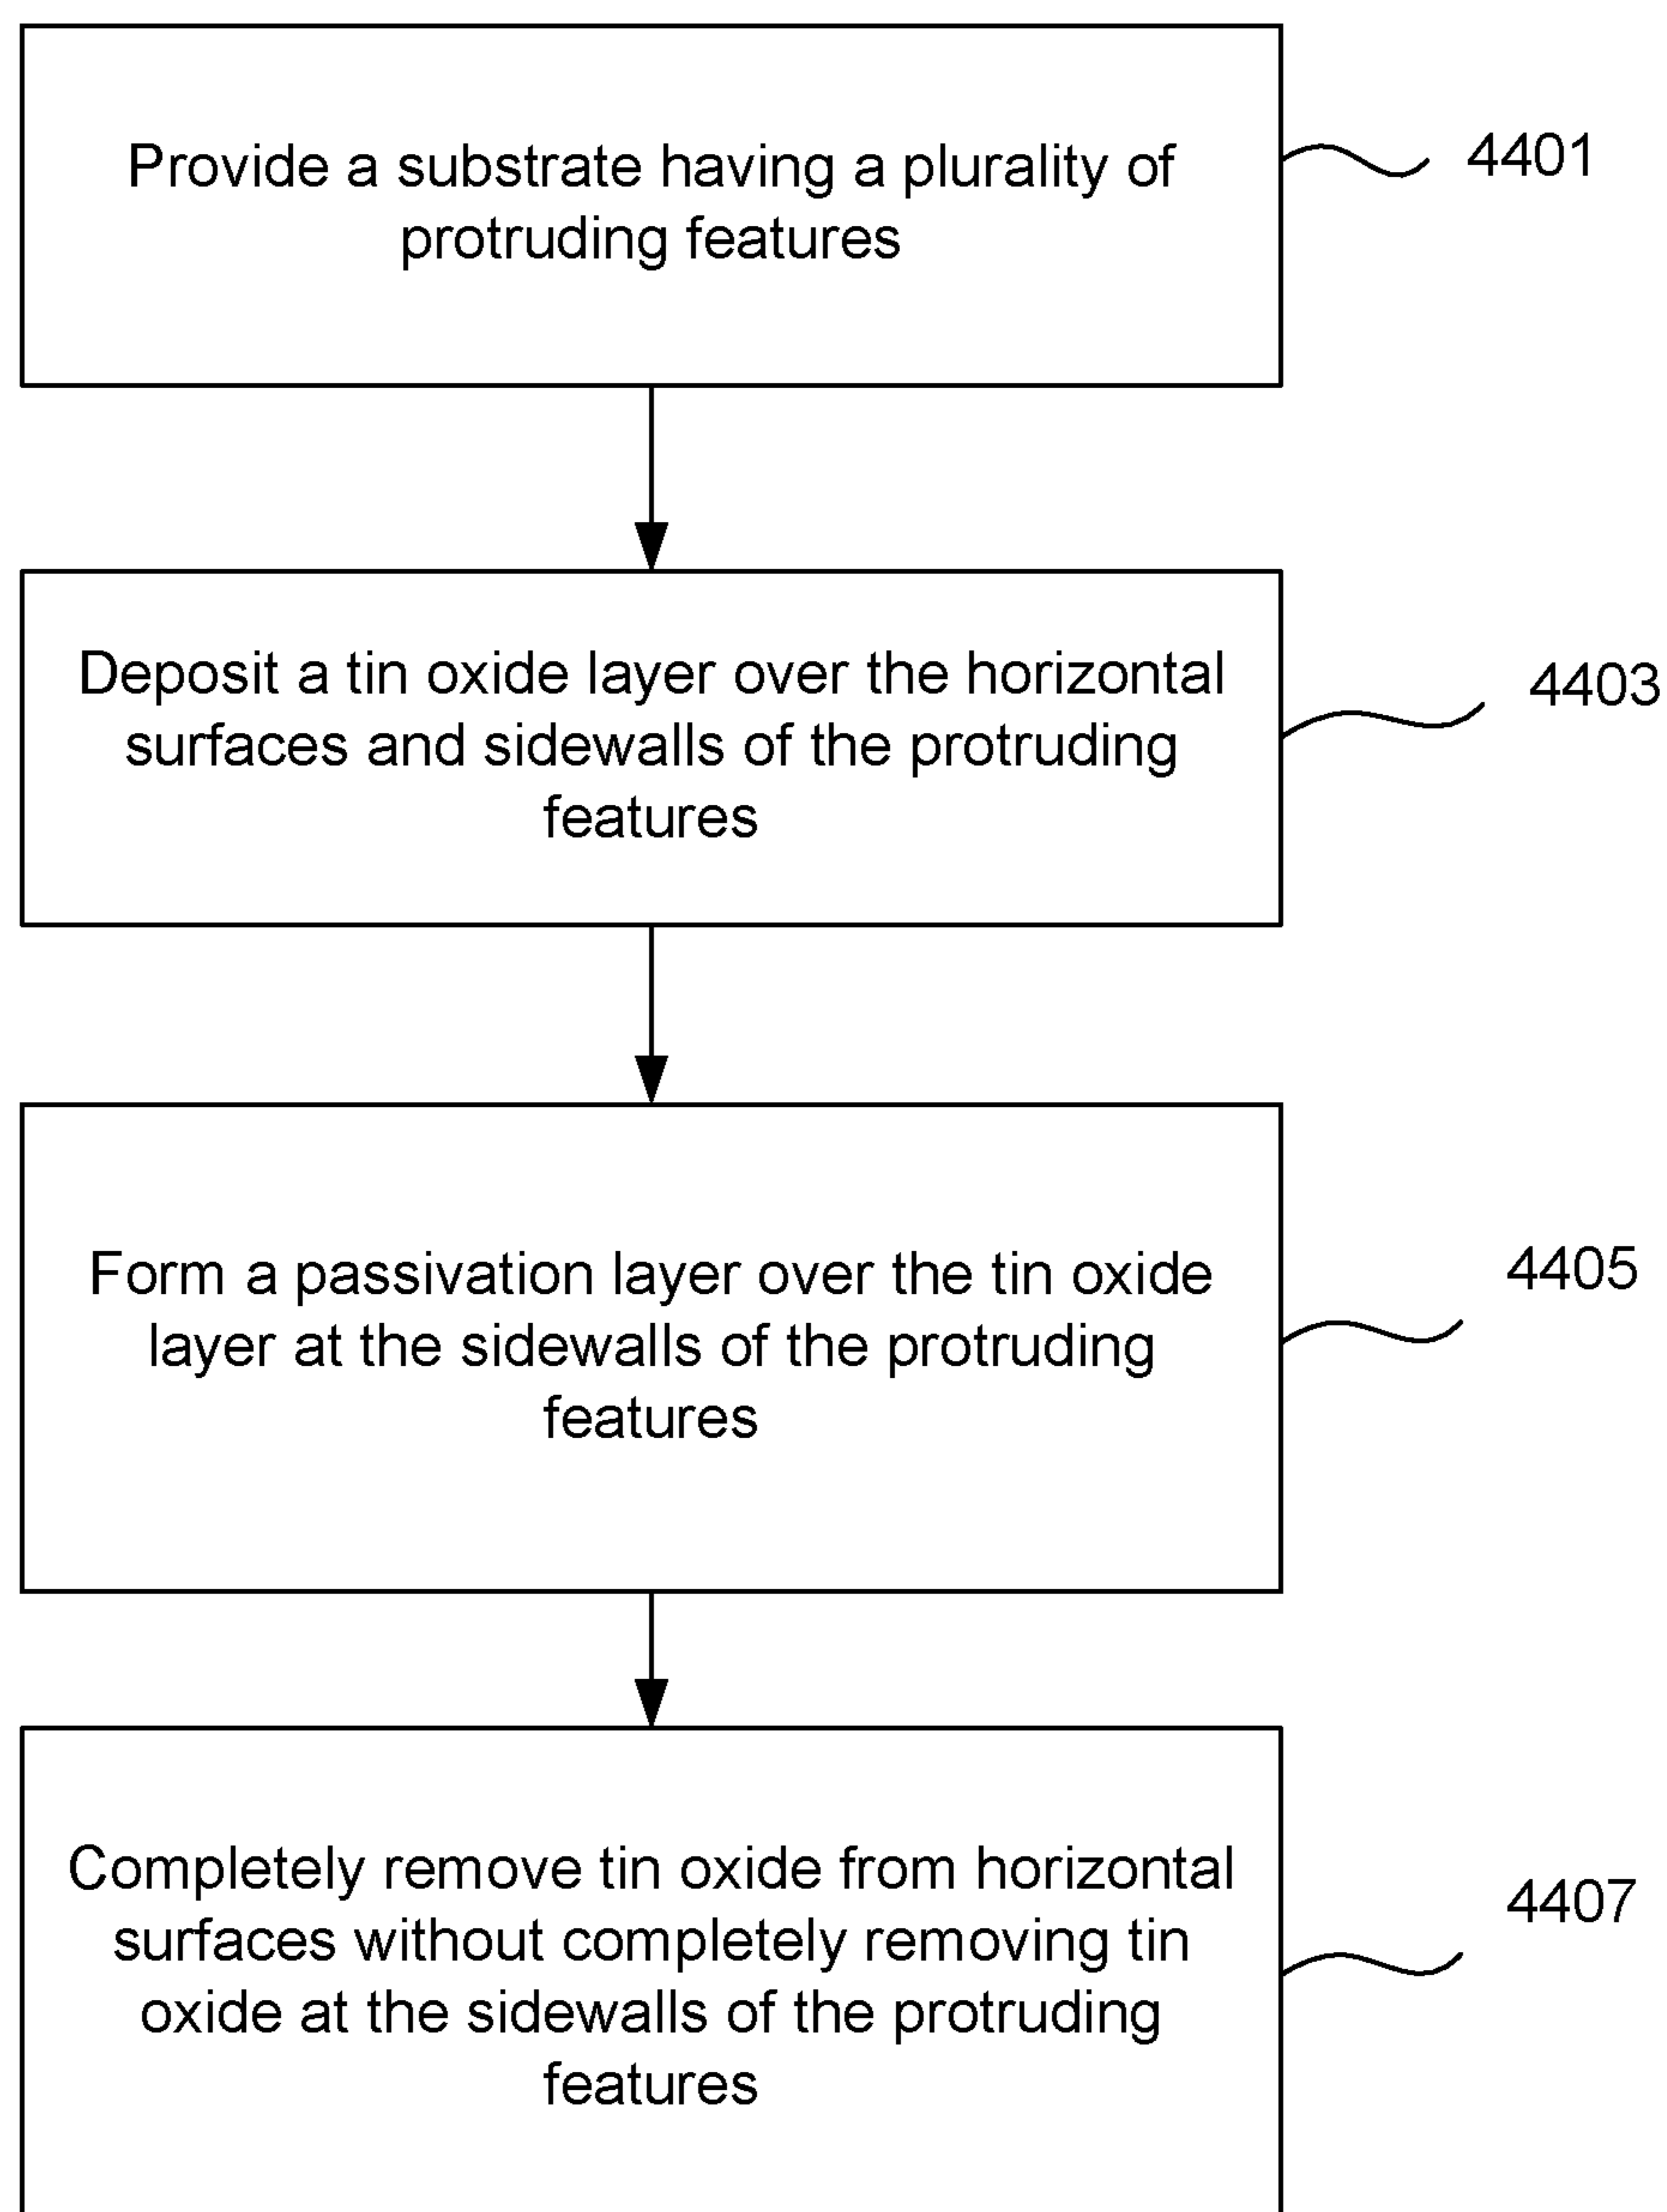 Provide a substrate having a plurality of
protruding features
4401
Deposit a tin oxide layer over the horizontal
surfaces and sidewalls of the protruding
features
4403
Form a passivation layer over the tin oxide
layer at the sidewalls of the protruding
features
4405
Completely remove tin oxide from horizontal
surfaces without completely removing tin
oxide at the sidewalls of the protruding
features
4407